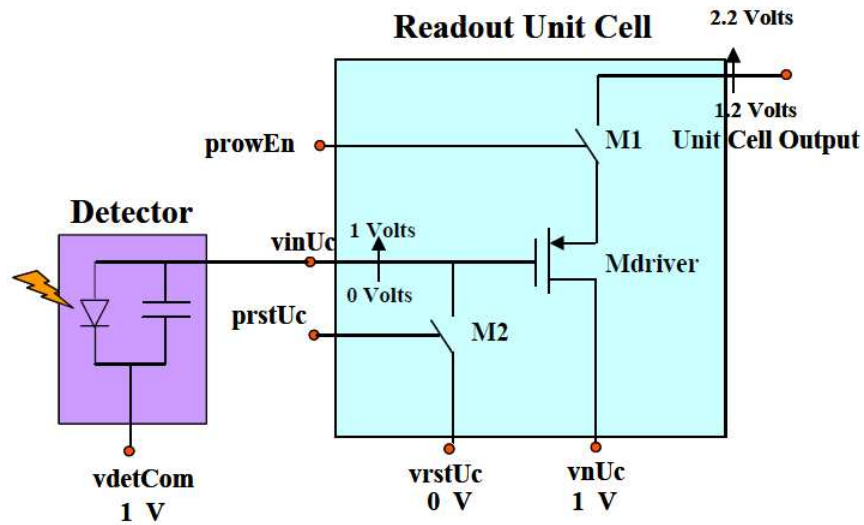 Readout Unit Cell
2.2 Volts
1.2 Volts
Unit Cell Output
prowEn
M1
Detector
vinUc
1 Volts
0 Volts
Mdriver
prstUc
M2
vdetCom
1 V
vrstUc
0 V
vnUc
1 V